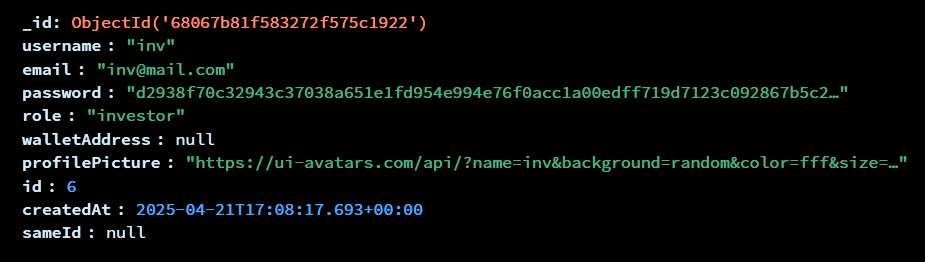 _id: ObjectId('68067b81f583272f575c1922')
username : "inv"
email : "inv@mail.com"
password : "d2938f70c32943c37038a651e1fd954e994e76f0acc1a00edff719d7123c092867b5c2…"
role : "investor"
walletAddress : null
profilePicture : "https://ui-avatars.com/api/?name=inv&background=random&color=fff&size=…"
id : 6
createdAt : 2025-04-21T17:08:17.693+00:00
sameId : null